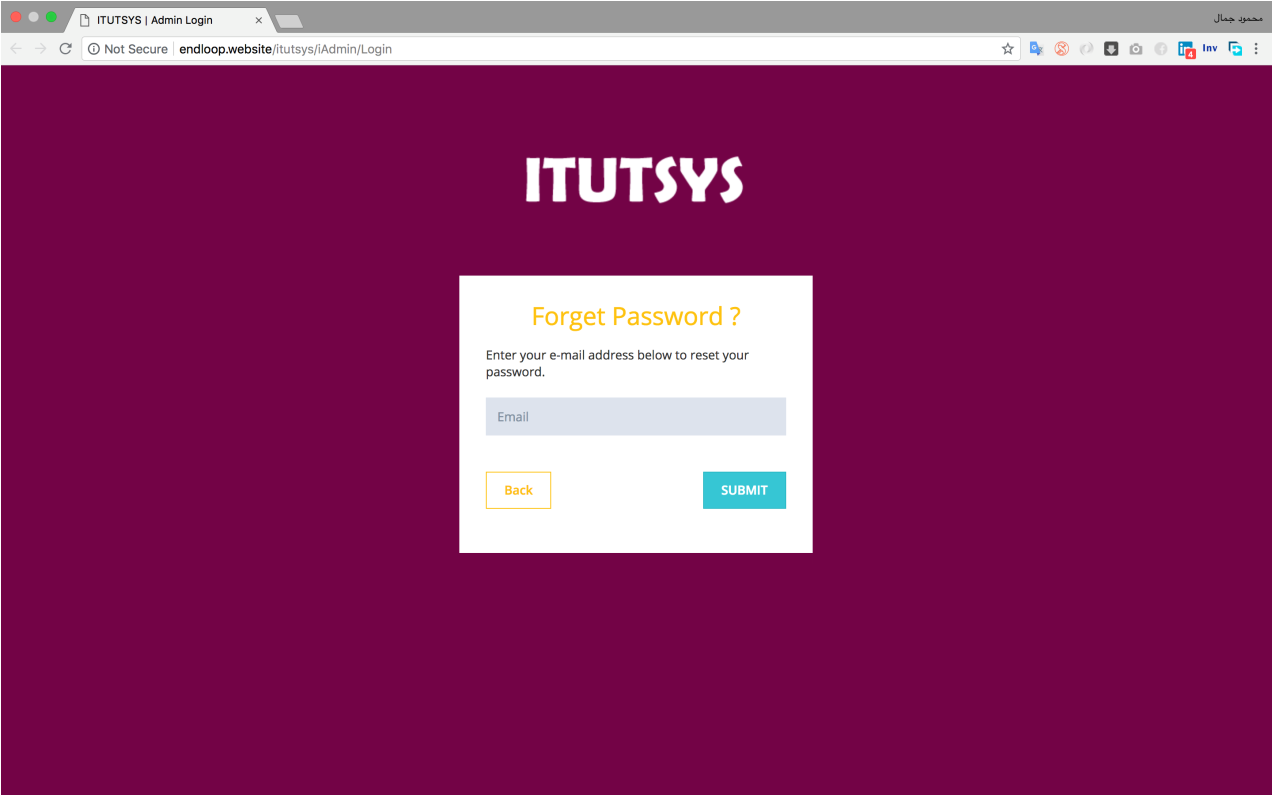 ITUTSYS | Admin Login
محمود جمال
Not Secure endloop.website/itutsys/iAdmin/Login
4
Inv
ITUTSYS
Forget Password ?
Enter your e-mail address below to reset your
password.
Email
Back
SUBMIT